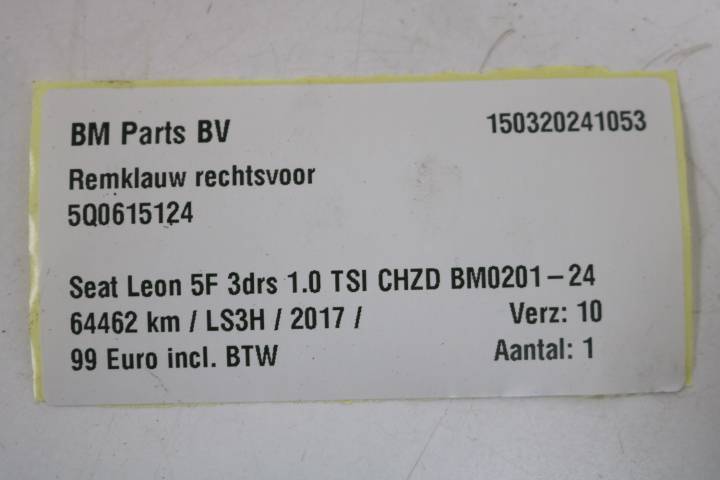 BM Parts BV 150320241053
Remklauw rechtsvoor
5Q0615124
Seat Leon 5F 3drs 1.0 TSI CHZD BM0201-24
64462 km / LS3H / 2017 / Verz: 10
99 Euro incl. BTW Aantal: 1